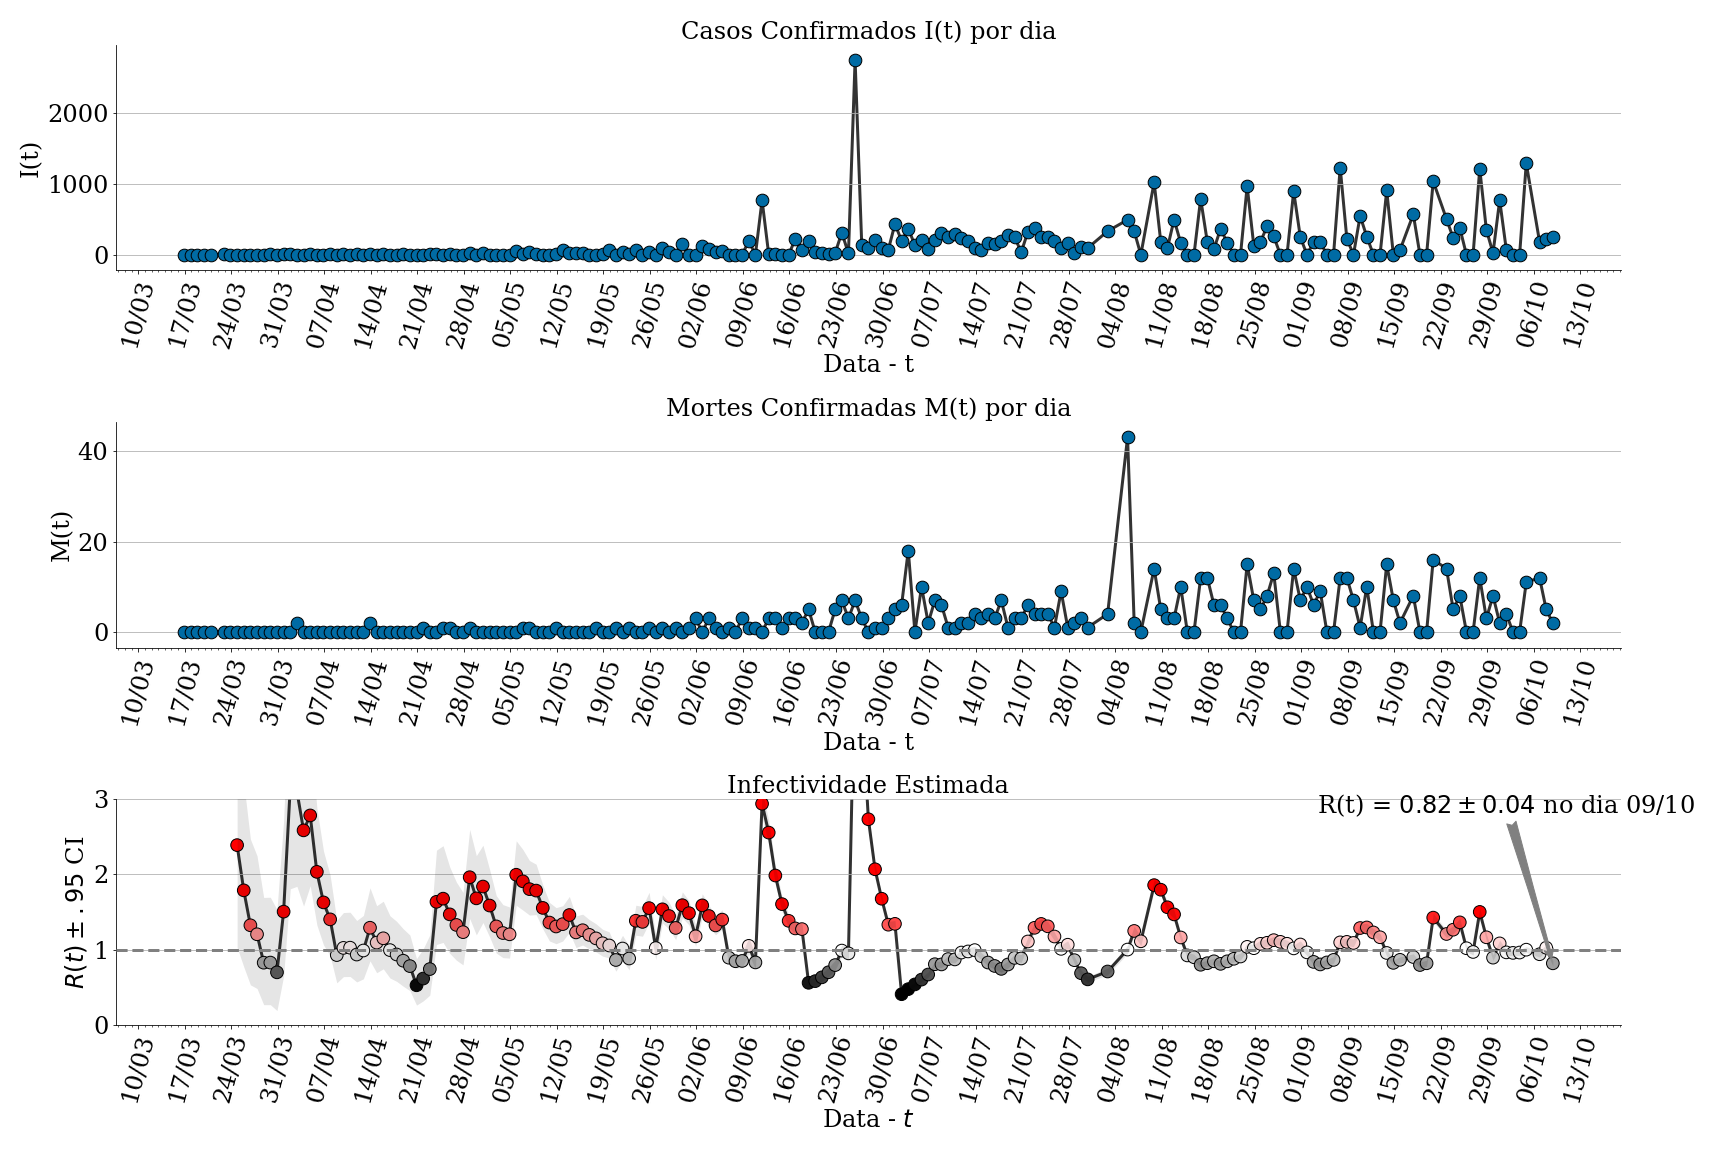 Casos Confirmados I(t) por dia
I(t)
2000
1000
0
10/03 17/03 24/03 31/03 07/04 14/04 21/04 28/04 05/05 12/05 19/05 26/05 02/06 09/06 16/06 23/06 30/06 07/07 14/07 21/07 28/07 04/08 11/08 18/08 25/08 01/09 08/09 15/09 22/09 29/09 06/10 13/10
Data - t
Mortes Confirmadas M(t) por dia
M(t)
40
20
0
10/03 17/03 24/03 31/03 07/04 14/04 21/04 28/04 05/05 12/05 19/05 26/05 02/06 09/06 16/06 23/06 30/06 07/07 14/07 21/07 28/07 04/08 11/08 18/08 25/08 01/09 08/09 15/09 22/09 29/09 06/10 13/10
Data - t
Infectividade Estimada
R(t) ± .95 CI
3
R(t) = 0.82 ± 0.04 no dia 09/10
2
1
0
10/03 17/03 24/03 31/03 07/04 14/04 21/04 28/04 05/05 12/05 19/05 26/05 02/06 09/06 16/06 23/06 30/06 07/07 14/07 21/07 28/07 04/08 11/08 18/08 25/08 01/09 08/09 15/09 22/09 29/09 06/10 13/10
Data - t